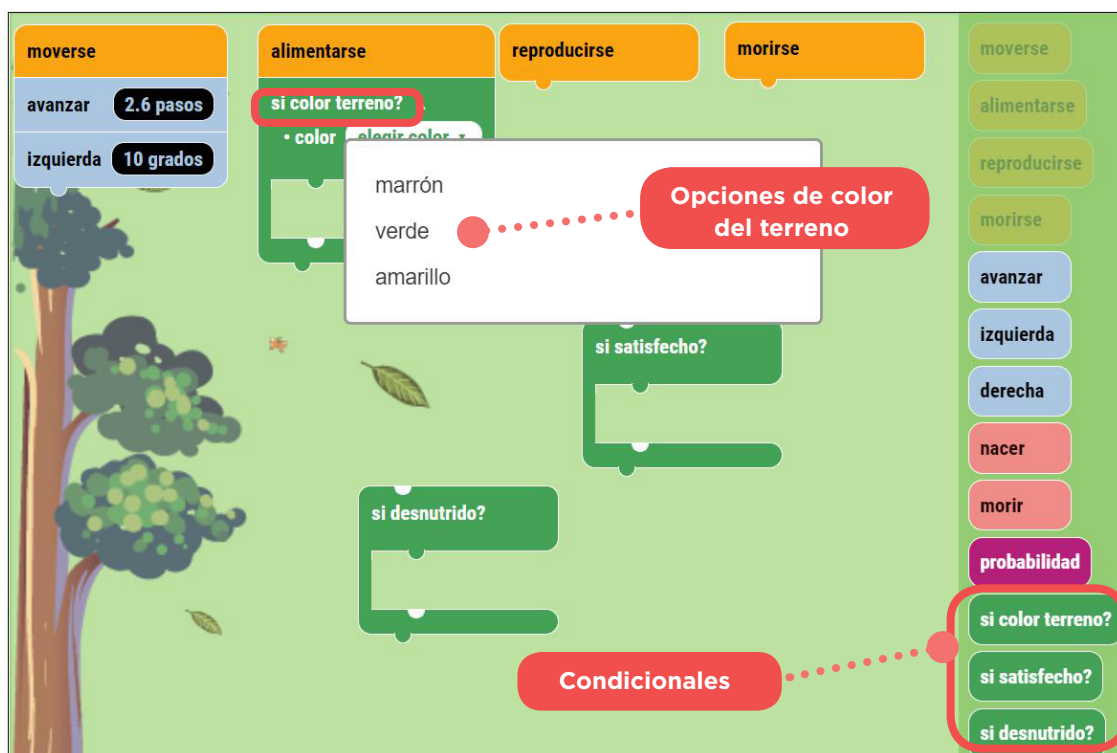 moverse
avanzar 2.6 pasos
izquierda 10 grados
alimentarse
si color terreno?
• color elegir color
marrón
verde
amarillo
Opciones de color
del terreno
reproducirse
morirse
si satisfecho?
si desnutrido?
Condicionales
moverse
alimentarse
reproducirse
morirse
avanzar
izquierda
derecha
nacer
morir
probabilidad
si color terreno?
si satisfecho?
si desnutrido?